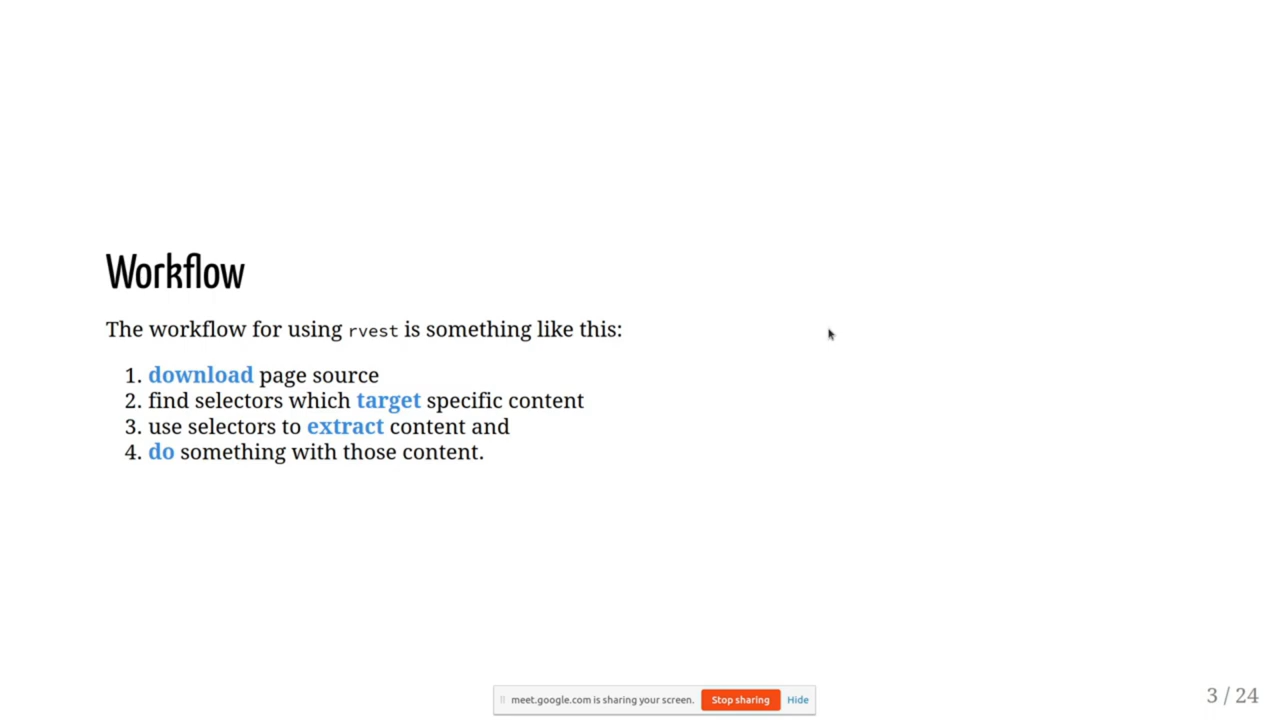 Workflow
The workflow for using rvest is something like this:
1. download page source
2. find selectors which target specific content
3. use selectors to extract content and
4. do something with those content.
meet.google.com is sharing your screen. Stop sharing Hide
3 / 24